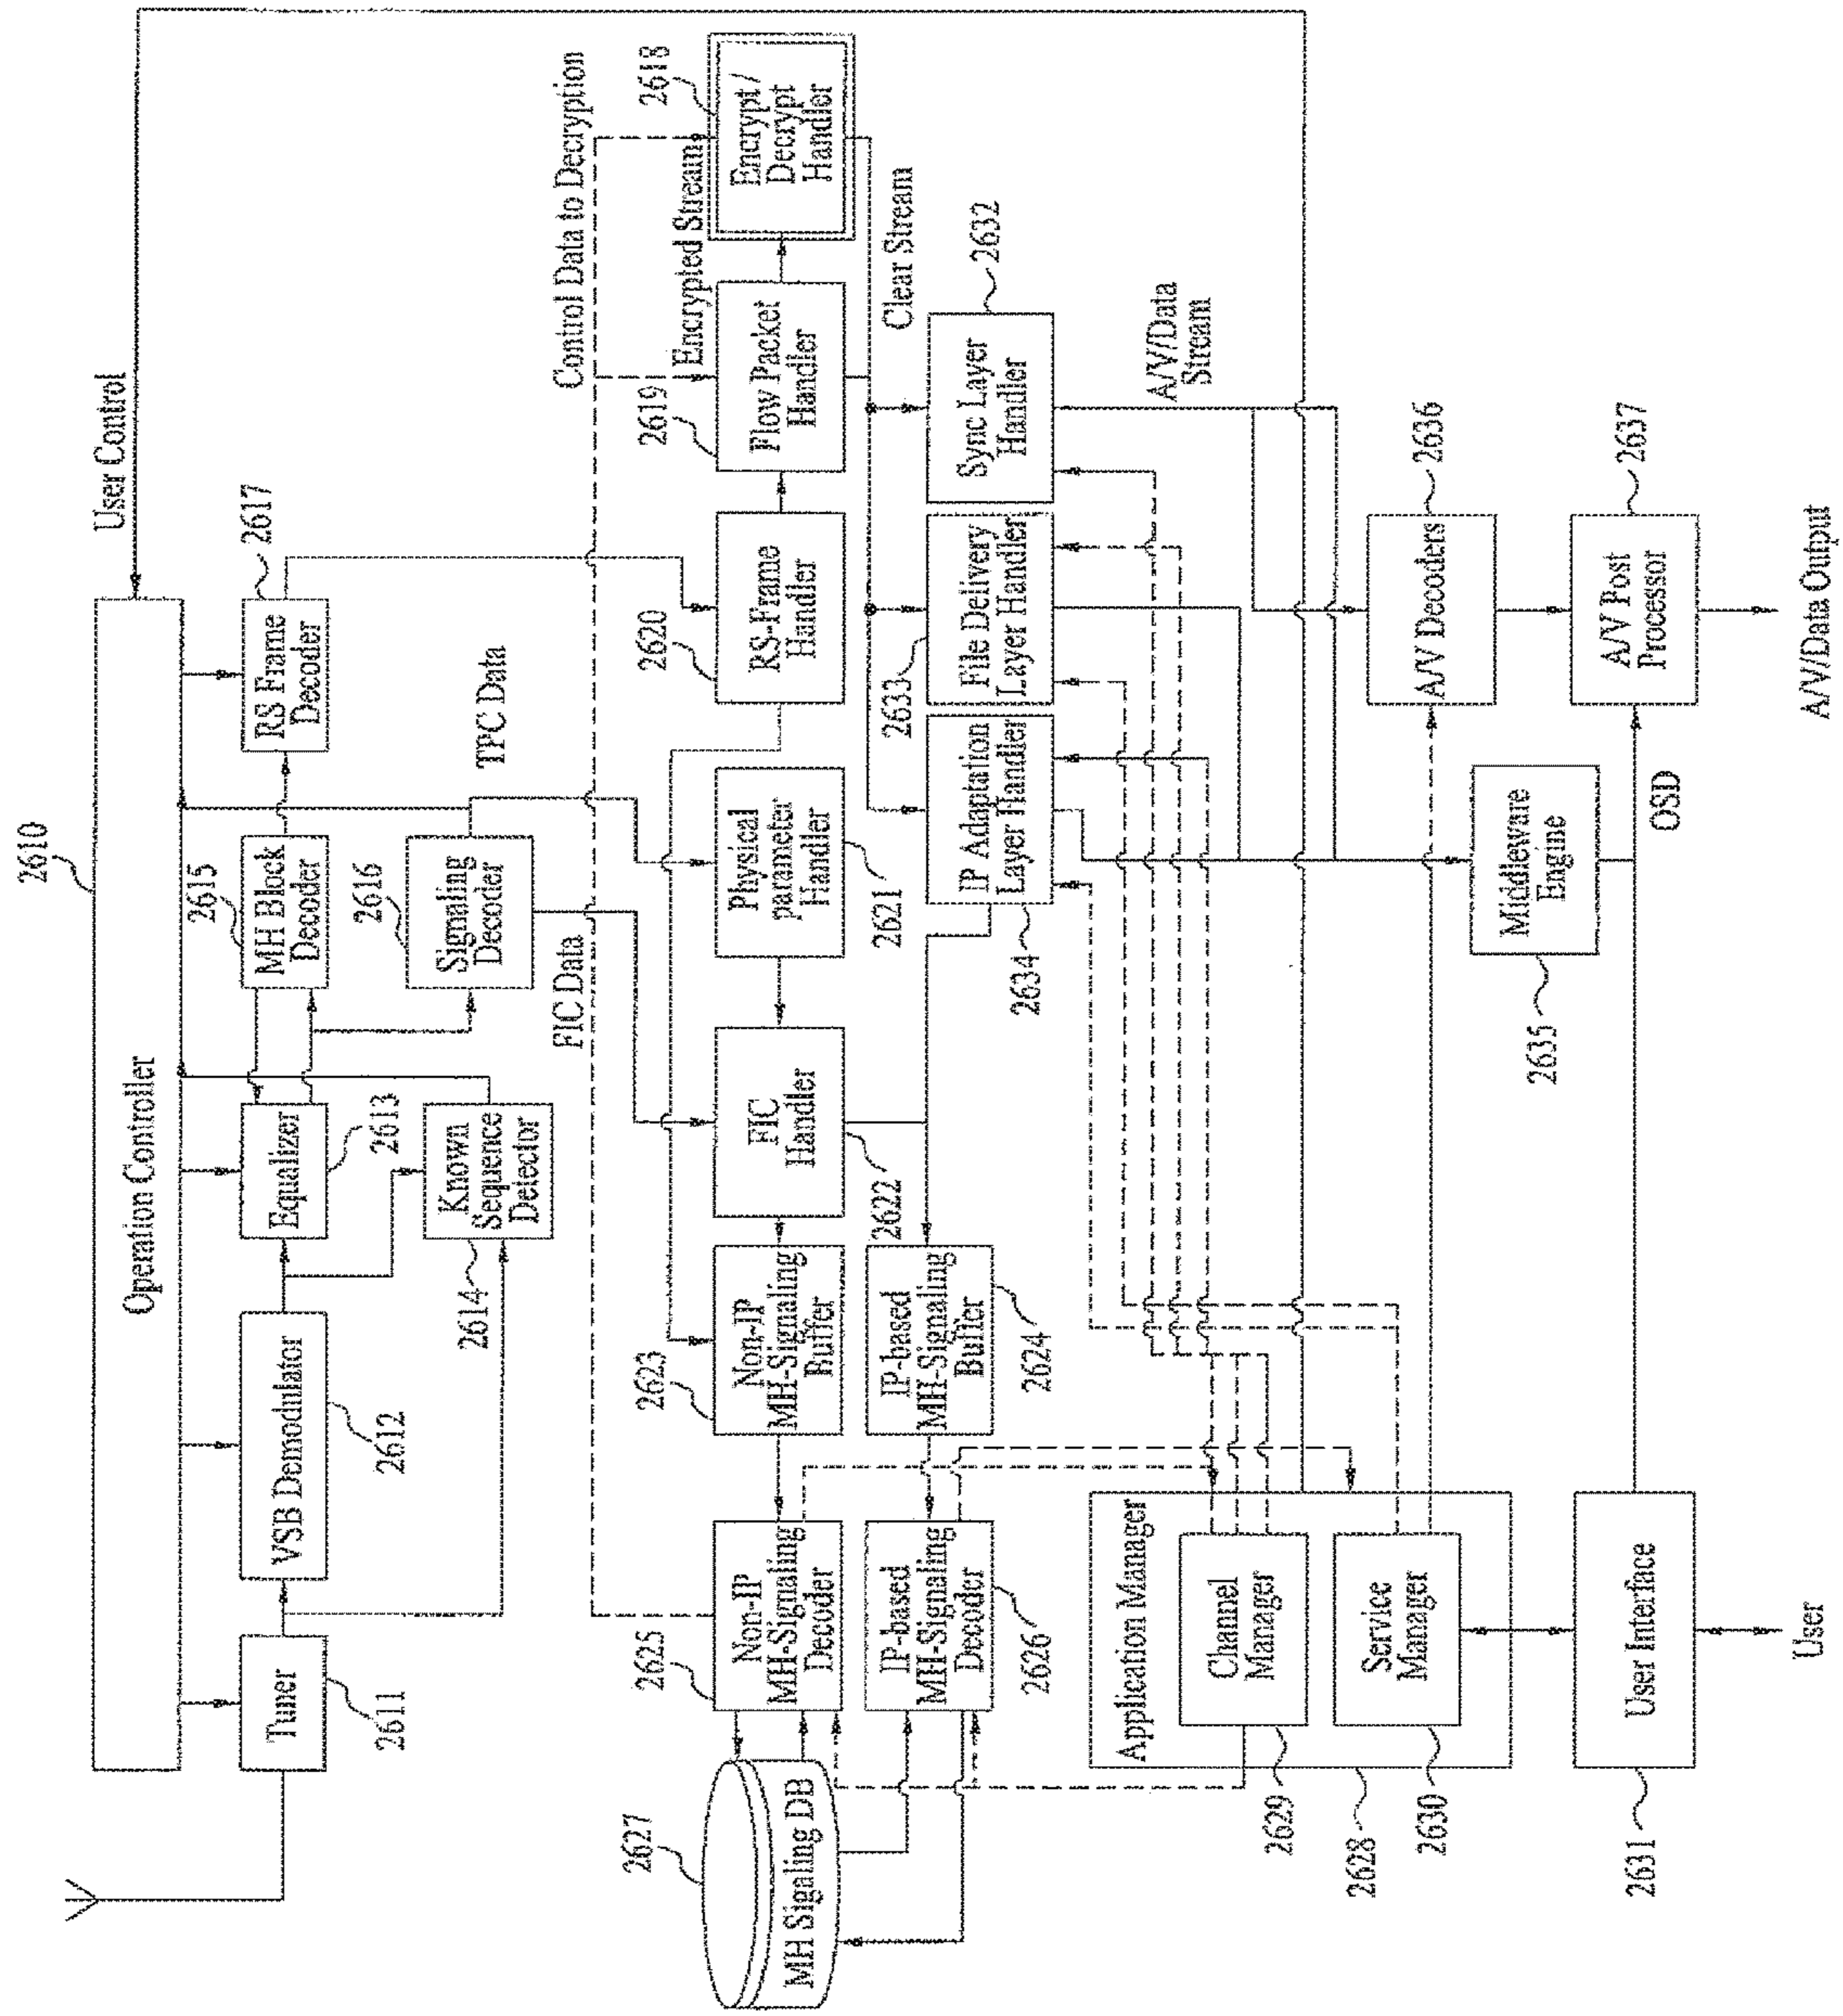 User Control
2610
Operation Controller
Tuner
2611
VSB Demodulator
2612
Equalizer
2613
Known
Sequence
Detector
2614
MH Block
Decoder
2615
Signaling
Decoder
2616
RS Frame
Decoder
2617
TPC Data
FIC Data
Control Data to Decryption
Encrypted Stream
Encrypt/
Decrypt
Handler
2618
Flow Packet
Handler
2619
RS-Frame
Handler
2620
Physical
parameter
Handler
2621
FIC
Handler
2622
Non-IP
MH-Signaling
Buffer
2623
IP-based
MH-Signaling
Buffer
2624
Non-IP
MH-Signaling
Decoder
2625
IP-based
MH-Signaling
Decoder
2626
MH Sigaling DB
2627
Clear Stream
Sync Layer
Handler
2632
File Delivery
Layer Handler
2633
IP Adaptation
Layer Handler
2634
A/V/Data
Stream
Application Manager
2628
Channel
Manager
2629
Service
Manager
2630
User Interface
2631
User
Middleware
Engine
2635
OSD
A/V Decoders
2636
A/V Post
Processor
2637
A/V/Data Output